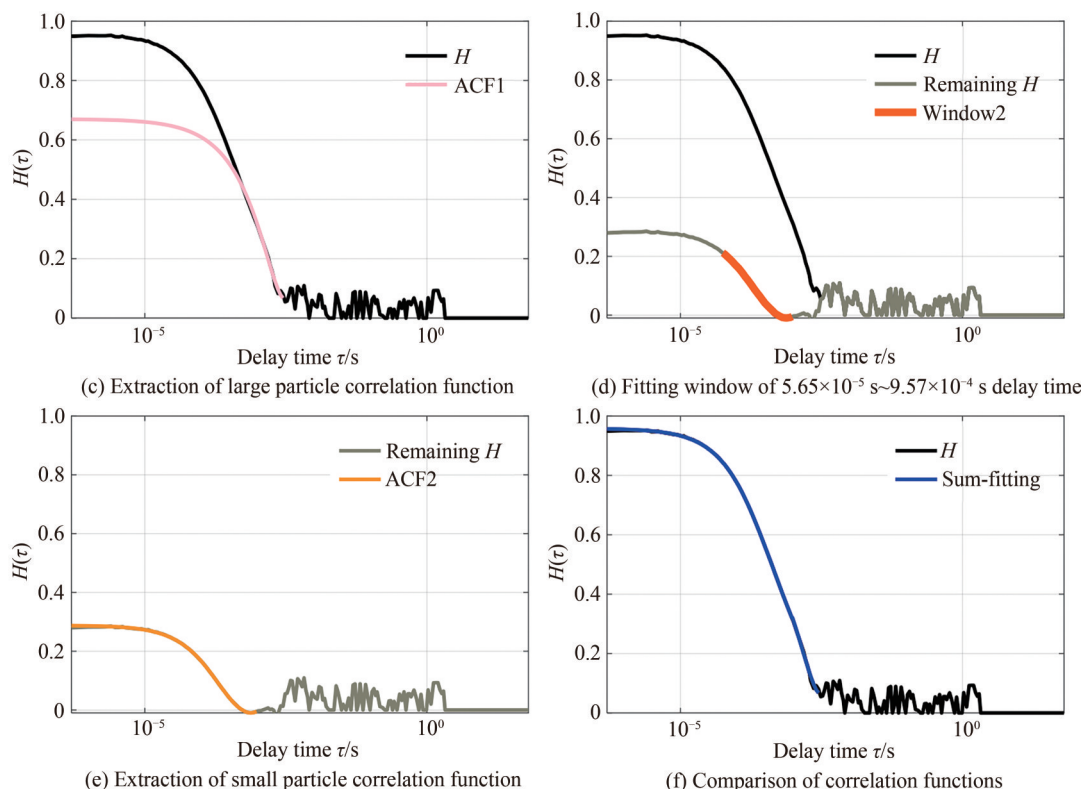 1.0
0.8
0.6
0.4
0.2
0
H(τ)
H
ACF1
10⁻⁵
10⁰
Delay time τ/s
(c) Extraction of large particle correlation function
1.0
0.8
0.6
0.4
0.2
0
H(τ)
H
Remaining H
Window2
10⁻⁵
10⁰
Delay time τ/s
(d) Fitting window of 5.65×10⁻⁵ s~9.57×10⁻⁴ s delay time
1.0
0.8
0.6
0.4
0.2
0
H(τ)
Remaining H
ACF2
10⁻⁵
10⁰
Delay time τ/s
(e) Extraction of small particle correlation function
1.0
0.8
0.6
0.4
0.2
0
H(τ)
H
Sum-fitting
10⁻⁵
10⁰
Delay time τ/s
(f) Comparison of correlation functions